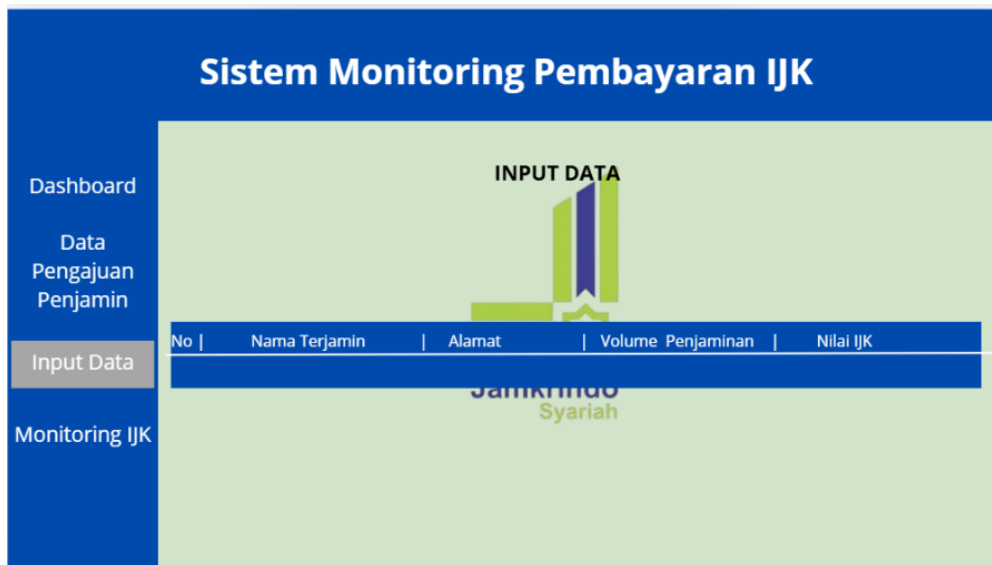 Sistem Monitoring Pembayaran IJK
Dashboard
Data
Pengajuan
Penjamin
Input Data
Monitoring IJK
INPUT DATA
No | Nama Terjamin | Alamat | Volume Penjaminan | Nilai IJK
Jamkrindo
Syariah